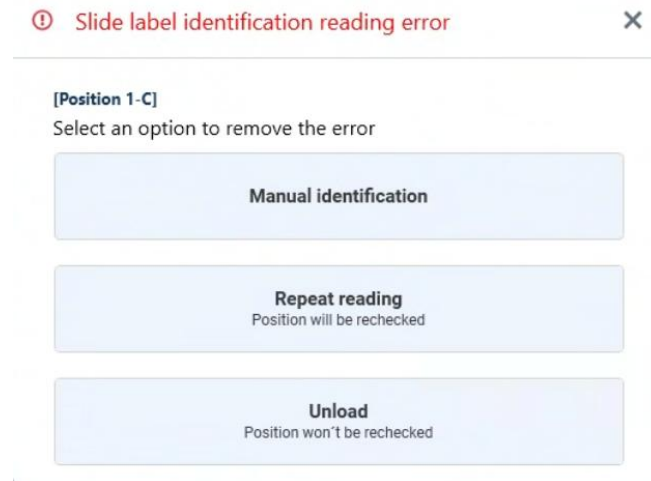 Slide label identification reading error
[Position 1-C]
Select an option to remove the error
Manual identification
Repeat reading
Position will be rechecked
Unload
Position won´t be rechecked